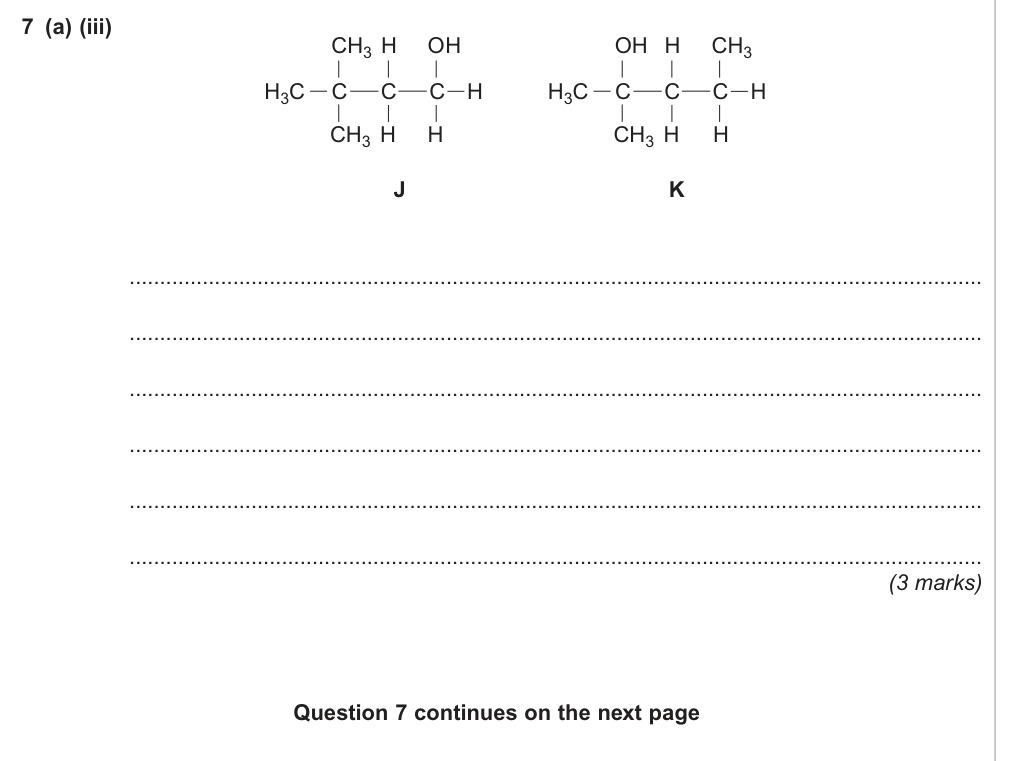 7 (a) (iii)
CH₃ H OH
H₃C – C – C – C – H
CH₃ H H
J
OH H CH₃
H₃C – C – C – C – H
CH₃ H H
K
(3 marks)
Question 7 continues on the next page